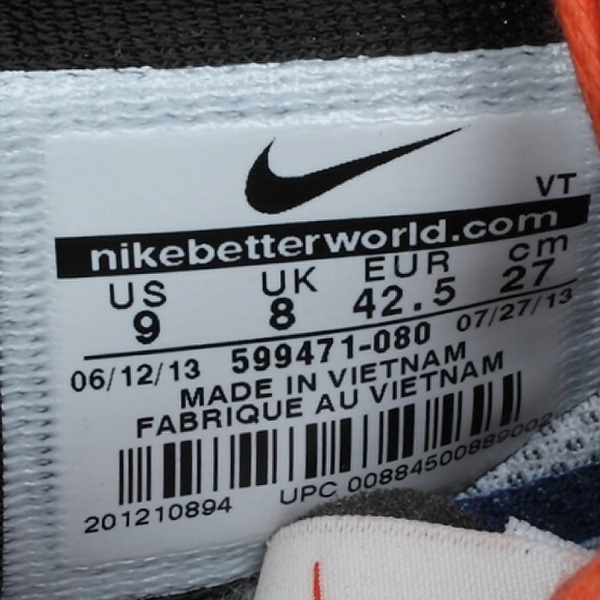 VT
nikebetterworld.com
US UK EUR cm
9 8 42.5 27
06/12/13 599471-080 07/27/13
MADE IN VIETNAM
FABRIQUE AU VIETNAM
201210894 UPC 00884500889002